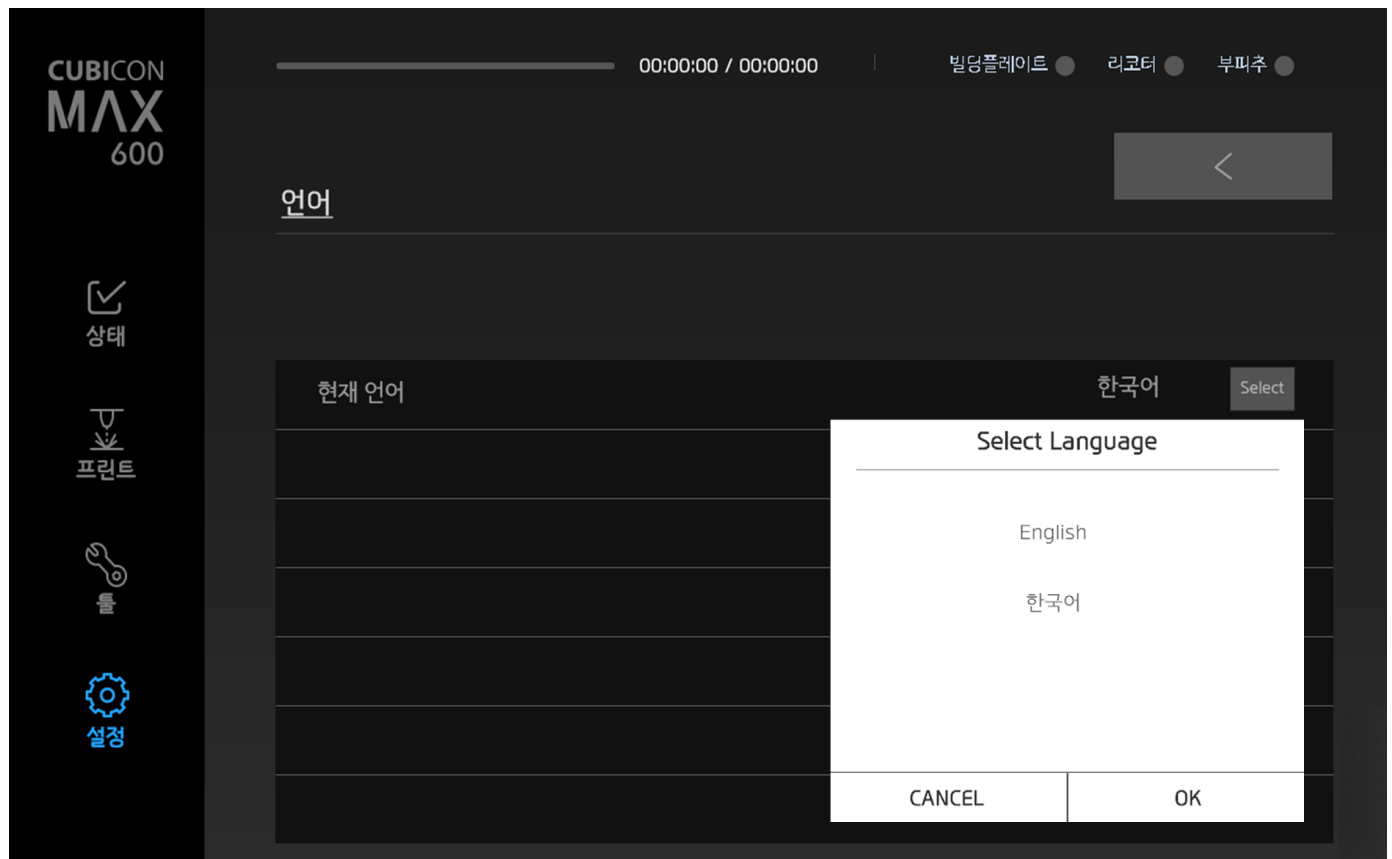 CUBICON
MAX
600
00:00:00 / 00:00:00
빌딩플레이트
리코터
부피추
언어
상태
프린트
툴
설정
현재 언어
한국어
Select
Select Language
English
한국어
CANCEL
OK